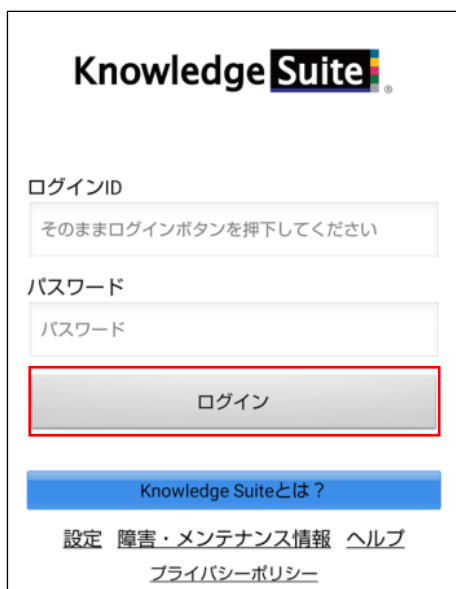 Knowledge Suite ®
ログインID
そのままログインボタンを押下してください
パスワード
パスワード
ログイン
Knowledge Suiteとは？
設定 障害・メンテナンス情報 ヘルプ
プライバシーポリシー